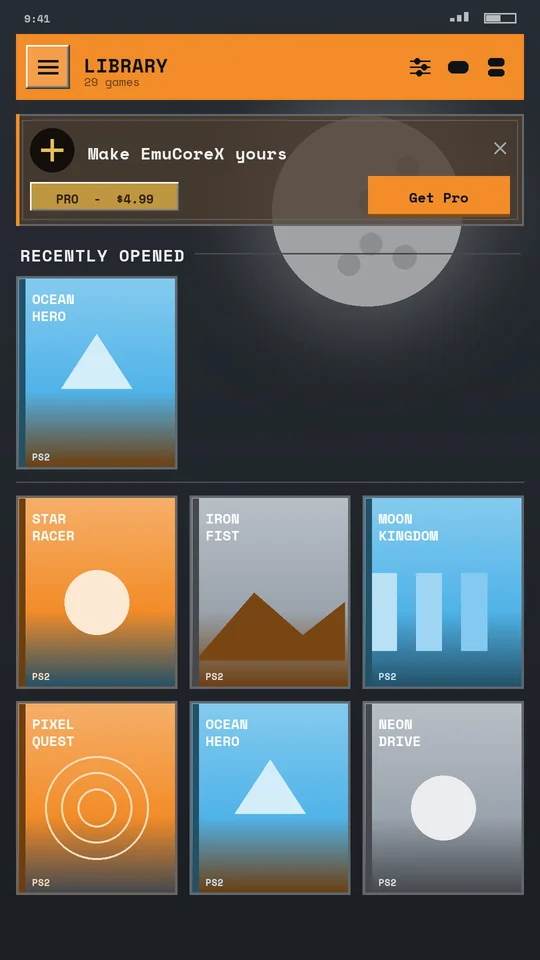 9:41
LIBRARY
29 games
Make EmuCoreX yours
PRO - $4.99
Get Pro
RECENTLY OPENED
OCEAN
HERO
PS2
STAR
RACER
PS2
IRON
FIST
PS2
MOON
KINGDOM
PS2
PIXEL
QUEST
PS2
OCEAN
HERO
PS2
NEON
DRIVE
PS2